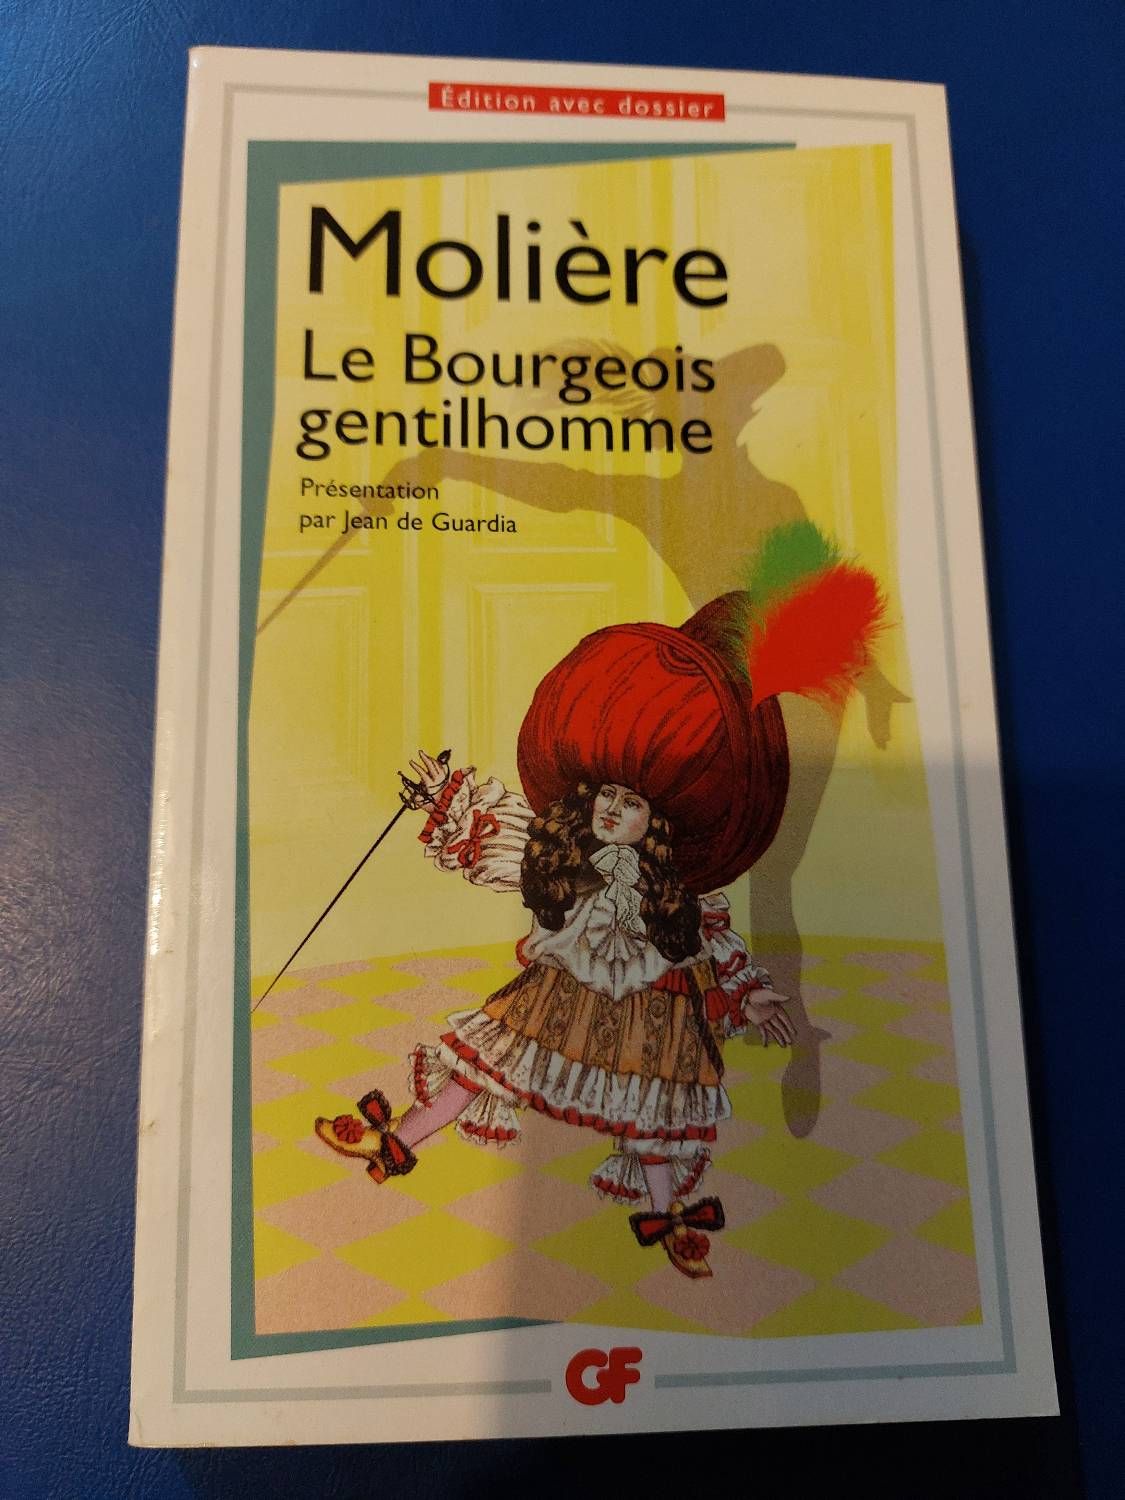 Édition avec dossier
Molière
Le Bourgeois
gentilhomme
Présentation
par Jean de Guardia
GF